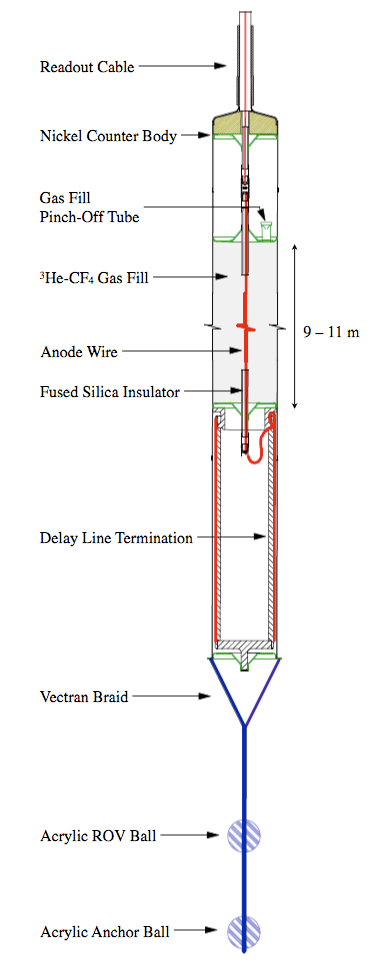 Readout Cable
Nickel Counter Body
Gas Fill
Pinch-Off Tube
³He-CF₄ Gas Fill
9 – 11 m
Anode Wire
Fused Silica Insulator
Delay Line Termination
Vectran Braid
Acrylic ROV Ball
Acrylic Anchor Ball